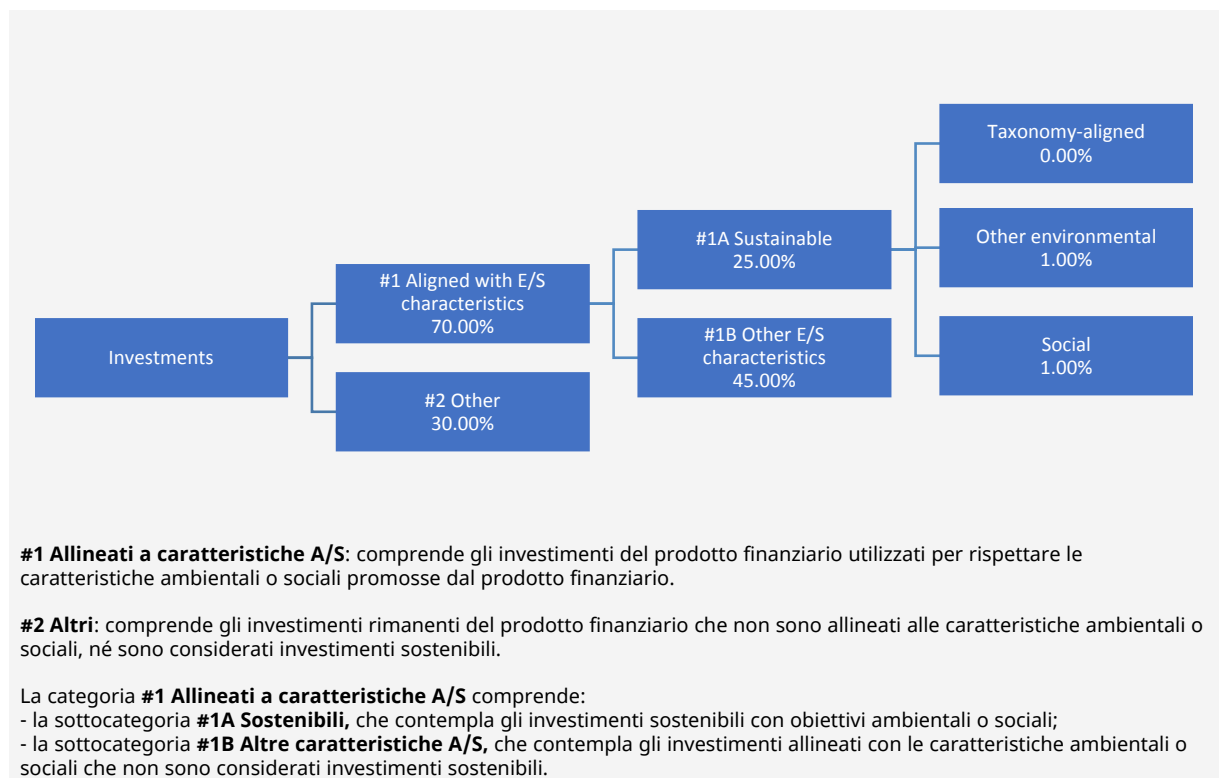 Investments
#1 Aligned with E/S
characteristics
70.00%
#2 Other
30.00%
#1A Sustainable
25.00%
#1B Other E/S
characteristics
45.00%
Taxonomy-aligned
0.00%
Other environmental
1.00%
Social
1.00%
#1 Allineati a caratteristiche A/S: comprende gli investimenti del prodotto finanziario utilizzati per rispettare le
caratteristiche ambientali o sociali promosse dal prodotto finanziario.
#2 Altri: comprende gli investimenti rimanenti del prodotto finanziario che non sono allineati alle caratteristiche ambientali o
sociali, né sono considerati investimenti sostenibili.
La categoria #1 Allineati a caratteristiche A/S comprende:
- la sottocategoria #1A Sostenibili, che contempla gli investimenti sostenibili con obiettivi ambientali o sociali;
- la sottocategoria #1B Altre caratteristiche A/S, che contempla gli investimenti allineati con le caratteristiche ambientali o
sociali che non sono considerati investimenti sostenibili.